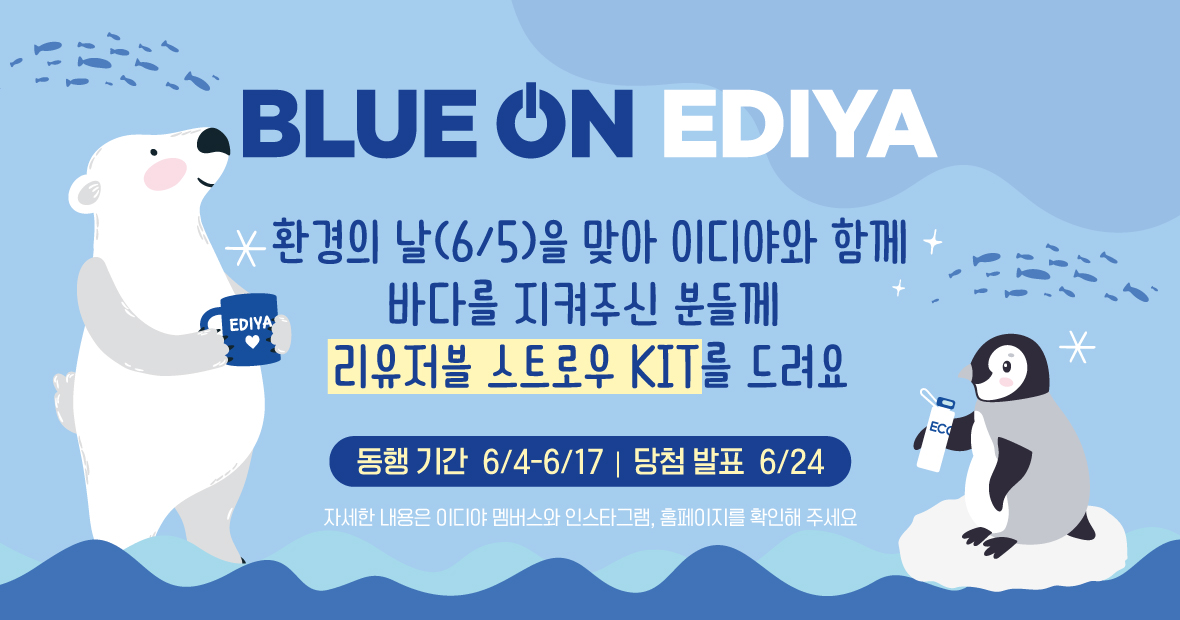 BLUE ON EDIYA
환경의 날(6/5)을 맞아 이디야와 함께
바다를 지켜주신 분들께
리유저블 스트로우 KIT를 드려요
EDIYA
ECO
동행 기간 6/4-6/17 | 당첨 발표 6/24
자세한 내용은 이디야 멤버스와 인스타그램, 홈페이지를 확인해 주세요